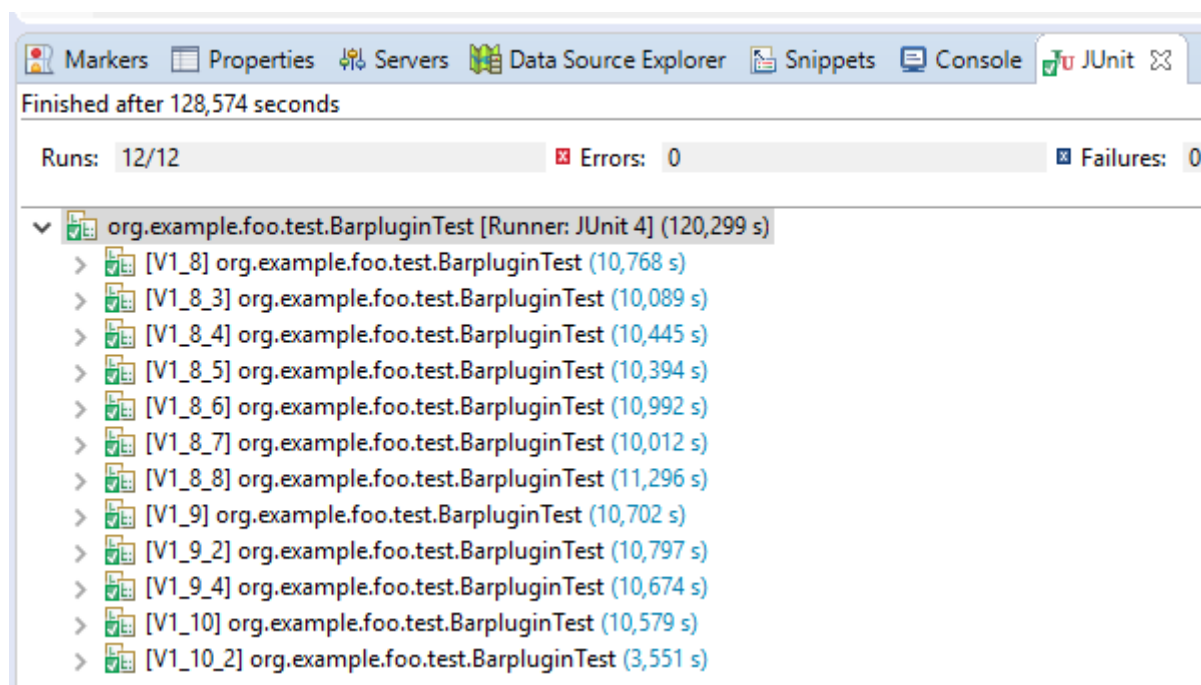 Markers Properties Servers Data Source Explorer Snippets Console JUnit
Finished after 128,574 seconds
Runs: 12/12 Errors: 0 Failures: 0
org.example.foo.test.BarpluginTest [Runner: JUnit 4] (120,299 s)
[V1_8] org.example.foo.test.BarpluginTest (10,768 s)
[V1_8_3] org.example.foo.test.BarpluginTest (10,089 s)
[V1_8_4] org.example.foo.test.BarpluginTest (10,445 s)
[V1_8_5] org.example.foo.test.BarpluginTest (10,394 s)
[V1_8_6] org.example.foo.test.BarpluginTest (10,992 s)
[V1_8_7] org.example.foo.test.BarpluginTest (10,012 s)
[V1_8_8] org.example.foo.test.BarpluginTest (11,296 s)
[V1_9] org.example.foo.test.BarpluginTest (10,702 s)
[V1_9_2] org.example.foo.test.BarpluginTest (10,797 s)
[V1_9_4] org.example.foo.test.BarpluginTest (10,674 s)
[V1_10] org.example.foo.test.BarpluginTest (10,579 s)
[V1_10_2] org.example.foo.test.BarpluginTest (3,551 s)